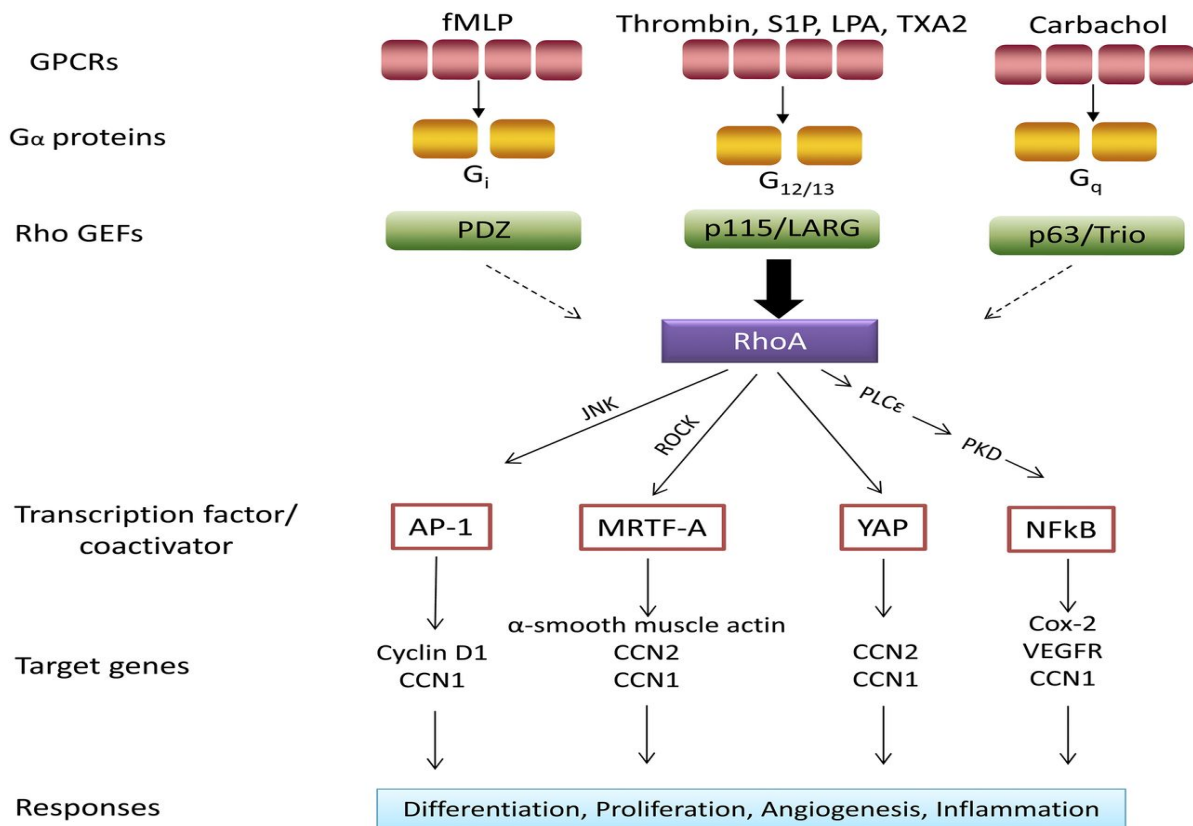 fMLP
Thrombin, S1P, LPA, TXA2
Carbachol
GPCRs
Gα proteins
Gi
G12/13
Gq
Rho GEFs
PDZ
p115/LARG
p63/Trio
RhoA
JNK
ROCK
PLCε
PKD
Transcription factor/
coactivator
AP-1
MRTF-A
YAP
NFkB
Target genes
Cyclin D1
CCN1
α-smooth muscle actin
CCN2
CCN1
CCN2
CCN1
Cox-2
VEGFR
CCN1
Responses
Differentiation, Proliferation, Angiogenesis, Inflammation